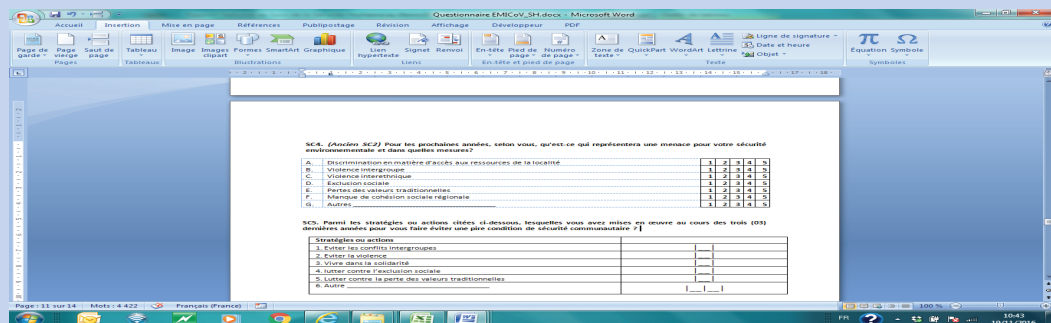 Questionnaire EMICoV_SH.docx - Microsoft Word
Accueil Insertion Mise en page Références Publipostage Révision Affichage Développeur PDF
Page de garde Page vierge Saut de page Tableau Image Images clipart Formes SmartArt Graphique Lien hypertexte Signet Renvoi En-tête Pied de page Numéro de page Zone de texte QuickPart WordArt Lettrine Ligne de signature Date et heure Objet Équation Symbole
Pages Tableaux Illustrations Liens En-tête et pied de page Texte Symboles
SC4. (Ancien SC2) Pour les prochaines années, selon vous, qu'est-ce qui représentera une menace pour votre sécurité
environnementale et dans quelles mesures?
A. Discrimination en matière d'accès aux ressources de la localité 1 2 3 4 5
B. Violence intergroupe 1 2 3 4 5
C. Violence interethnique 1 2 3 4 5
D. Exclusion sociale 1 2 3 4 5
E. Pertes des valeurs traditionnelles 1 2 3 4 5
F. Manque de cohésion sociale régionale 1 2 3 4 5
G. Autres ______ 1 2 3 4 5
SC5. Parmi les stratégies ou actions citées ci-dessous, lesquelles vous avez mises en œuvre au cours des trois (03)
dernières années pour vous faire éviter une pire condition de sécurité communautaire ?
Stratégies ou actions
1. Eviter les conflits intergroupes |__|
2. Eviter la violence |__|
3. Vivre dans la solidarité |__|
4. lutter contre l'exclusion sociale |__|
5. Lutter contre la perte des valeurs traditionnelles |__|
6. Autre ______ |__|__|
Page : 11 sur 14 Mots : 4 422 Français (France) 100 %
FR 10:43
19/11/2016